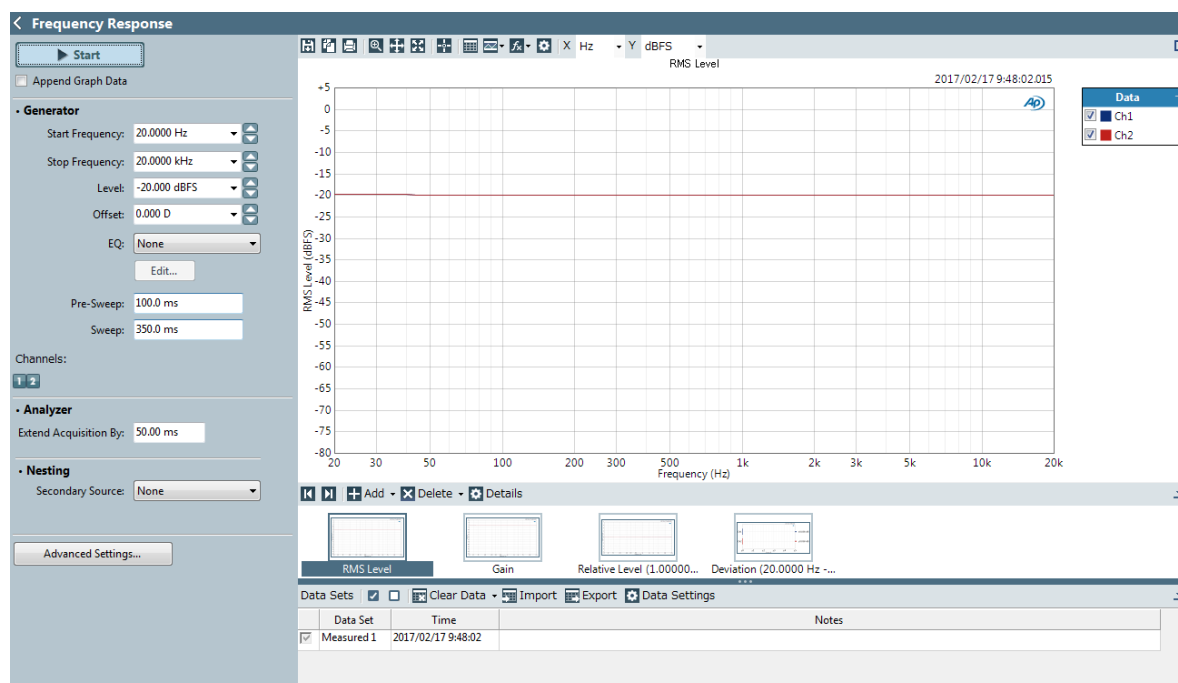 Frequency Response
Start
Append Graph Data
Generator
Start Frequency: 20.0000 Hz
Stop Frequency: 20.0000 kHz
Level: -20.000 dBFS
Offset: 0.000 D
EQ: None
Edit...
Pre-Sweep: 100.0 ms
Sweep: 350.0 ms
Channels:
1 2
Analyzer
Extend Acquisition By: 50.00 ms
Nesting
Secondary Source: None
Advanced Settings...
X Hz Y dBFS
RMS Level
2017/02/17 9:48:02.015
AP
+5
0
-5
-10
-15
-20
-25
-30
-35
-40
-45
-50
-55
-60
-65
-70
-75
-80
RMS Level (dBFS)
20 30 50 100 200 300 500 1k 2k 3k 5k 10k 20k
Frequency (Hz)
Data
Ch1
Ch2
Add Delete Details
RMS Level Gain Relative Level (1.00000... Deviation (20.0000 Hz -...
Data Sets Clear Data Import Export Data Settings
Data Set Time Notes
Measured 1 2017/02/17 9:48:02